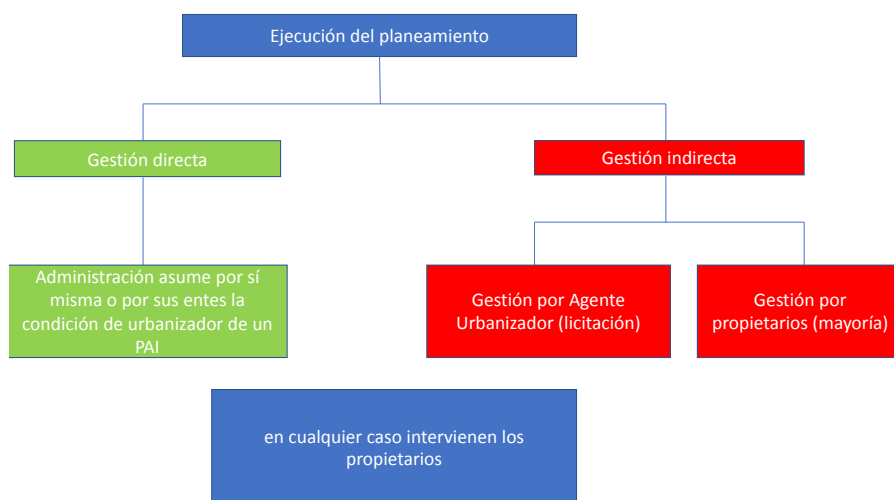 Ejecución del planeamiento
Gestión directa
Gestión indirecta
Administración asume por sí
misma o por sus entes la
condición de urbanizador de un
PAI
Gestión por Agente
Urbanizador (licitación)
Gestión por
propietarios (mayoría)
en cualquier caso intervienen los
propietarios